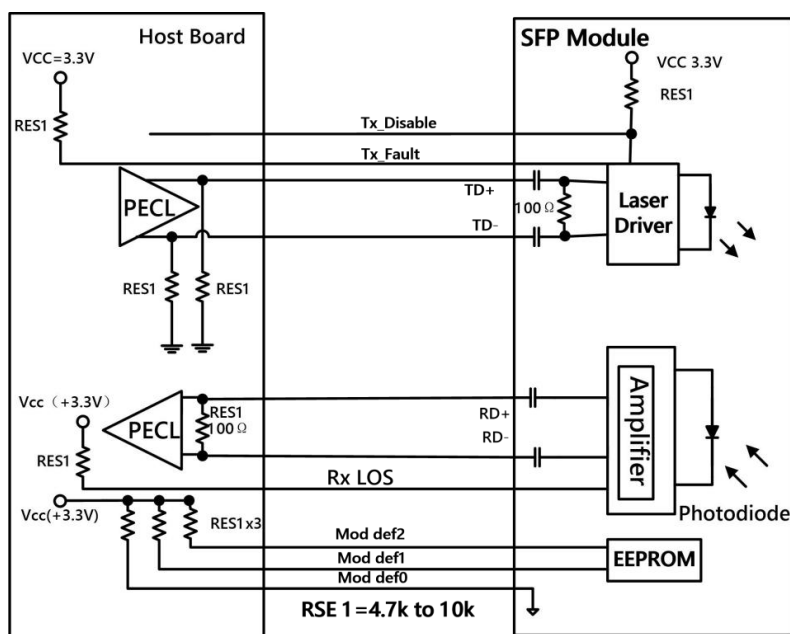 Host Board
SFP Module
VCC=3.3V
VCC 3.3V
RES1
RES1
Tx_Disable
Tx_Fault
PECL
TD+
100Ω
TD-
Laser
Driver
RES1
RES1
Vcc（+3.3V）
PECL
RES1
100Ω
RD+
RD-
Amplifier
RES1
Rx LOS
Vcc(+3.3V)
RES1x3
Photodiode
Mod def2
Mod def1
Mod def0
EEPROM
RSE 1=4.7k to 10k